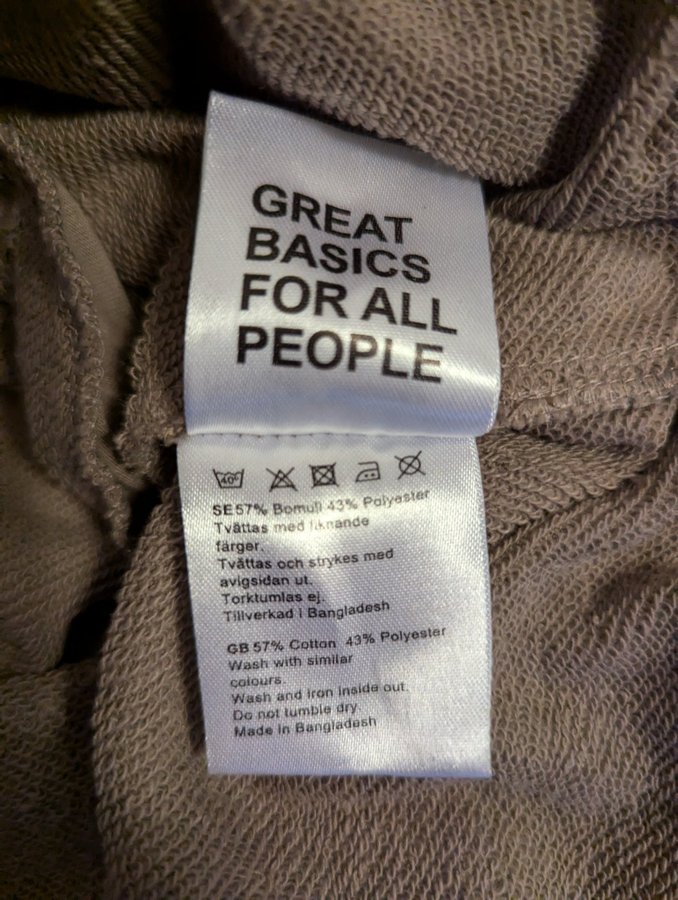 GREAT
BASICS
FOR ALL
PEOPLE
40°
SE 57% Bomull 43% Polyester
Tvättas med liknande
färger.
Tvättas och strykes med
avigsidan ut.
Torktumlas ej.
Tillverkad i Bangladesh
GB 57% Cotton 43% Polyester
Wash with similar
colours.
Wash and iron inside out.
Do not tumble dry
Made in Bangladesh